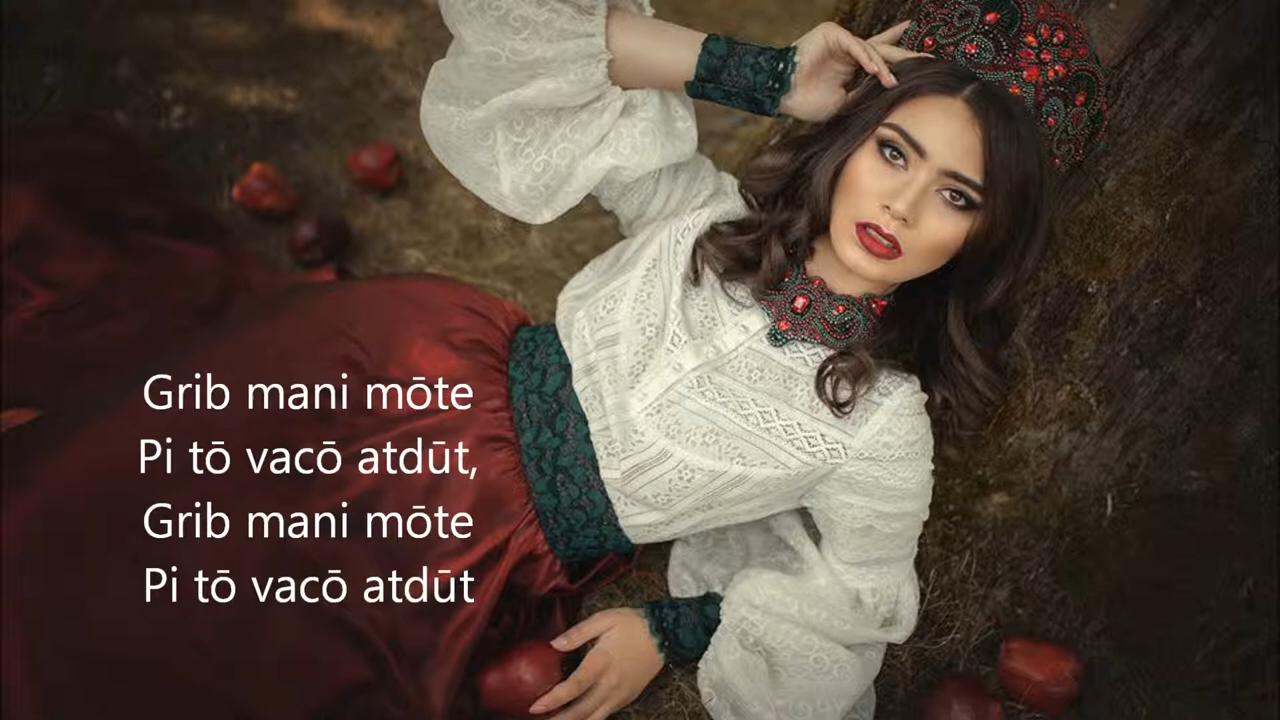 Grib mani mōte
Pi tō vacō atdūt,
Grib mani mōte
Pi tō vacō atdūt